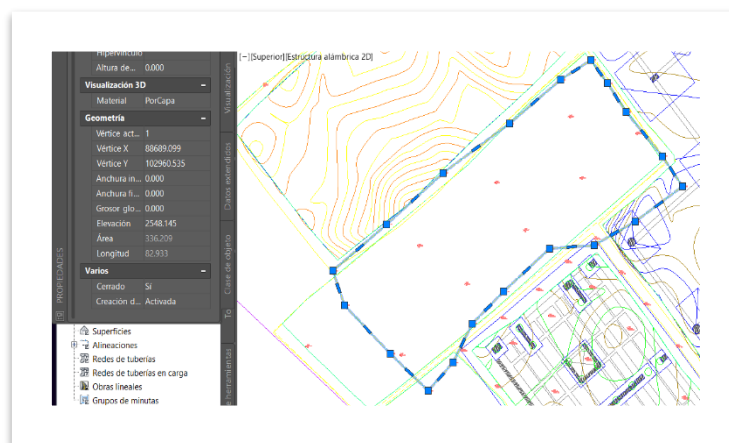 Hipervínculo
Altura de... 0.000
Visualización 3D
Material PorCapa
Geometría
Vértice act... 1
Vértice X 88689.099
Vértice Y 102960.535
Anchura in... 0.000
Anchura fi... 0.000
Grosor glo... 0.000
Elevación 2548.145
Área 336.209
Longitud 82.933
Varios
Cerrado Sí
Creación d... Activada
PROPIEDADES
Visualización
Datos extendidos
Clase de objeto
To
e herramientas
Superficies
Alineaciones
Redes de tuberías
Redes de tuberías en carga
Obras lineales
Grupos de minutas
[−][Superior][Estructura alámbrica 2D]